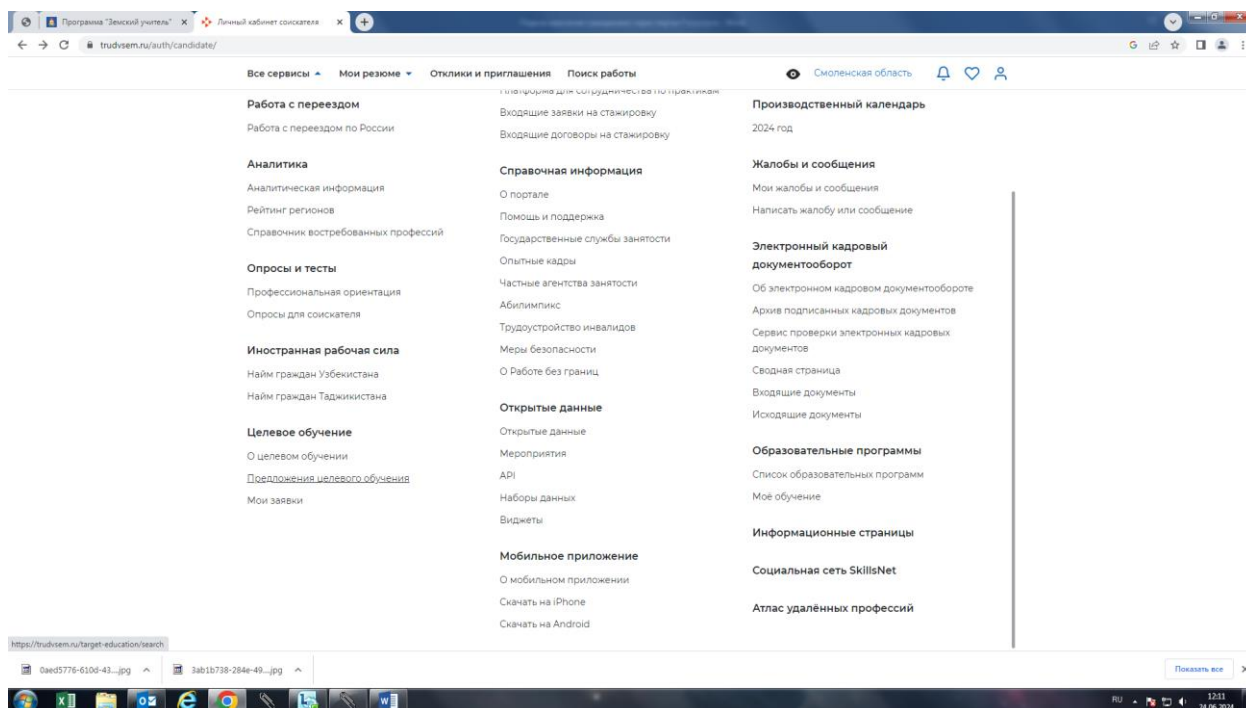 Программа "Земский учитель"
Личный кабинет соискателя
trudvsem.ru/auth/candidate/
Все сервисы
Мои резюме
Отклики и приглашения
Поиск работы
Смоленская область
Работа с переездом
Работа с переездом по России
Аналитика
Аналитическая информация
Рейтинг регионов
Справочник востребованных профессий
Опросы и тесты
Профессиональная ориентация
Опросы для соискателя
Иностранная рабочая сила
Найм граждан Узбекистана
Найм граждан Таджикистана
Целевое обучение
О целевом обучении
Предложения целевого обучения
Мои заявки
Платформа для сотрудничества по практикам
Входящие заявки на стажировку
Входящие договоры на стажировку
Справочная информация
О портале
Помощь и поддержка
Государственные службы занятости
Опытные кадры
Частные агентства занятости
Абилимпикс
Трудоустройство инвалидов
Меры безопасности
О Работе без границ
Открытые данные
Открытые данные
Мероприятия
API
Наборы данных
Виджеты
Мобильное приложение
О мобильном приложении
Скачать на iPhone
Скачать на Android
Производственный календарь
2024 год
Жалобы и сообщения
Мои жалобы и сообщения
Написать жалобу или сообщение
Электронный кадровый
документооборот
Об электронном кадровом документообороте
Архив подписанных кадровых документов
Сервис проверки электронных кадровых
документов
Сводная страница
Входящие документы
Исходящие документы
Образовательные программы
Список образовательных программ
Моё обучение
Информационные страницы
Социальная сеть SkillsNet
Атлас удалённых профессий
https://trudvsem.ru/target-education/search
0aed5776-610d-43....jpg
3ab1b738-284e-49....jpg
Показать все
RU
12:11
24.06.2024